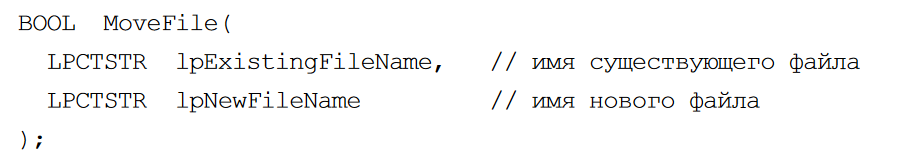 BOOL  MoveFile(
  LPCTSTR  lpExistingFileName,   // имя существующего файла
  LPCTSTR  lpNewFileName         // имя нового файла
);